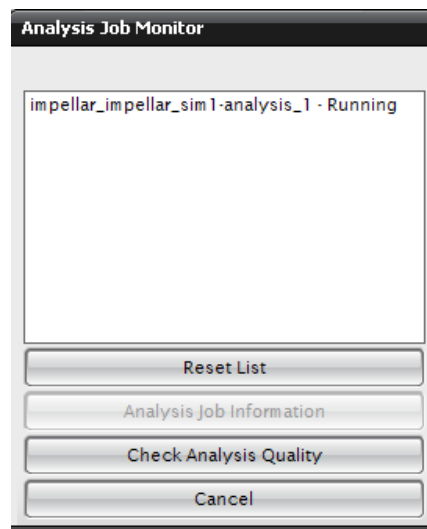 Analysis Job Monitor
impellar_impellar_sim1-analysis_1 - Running
Reset List
Analysis Job Information
Check Analysis Quality
Cancel